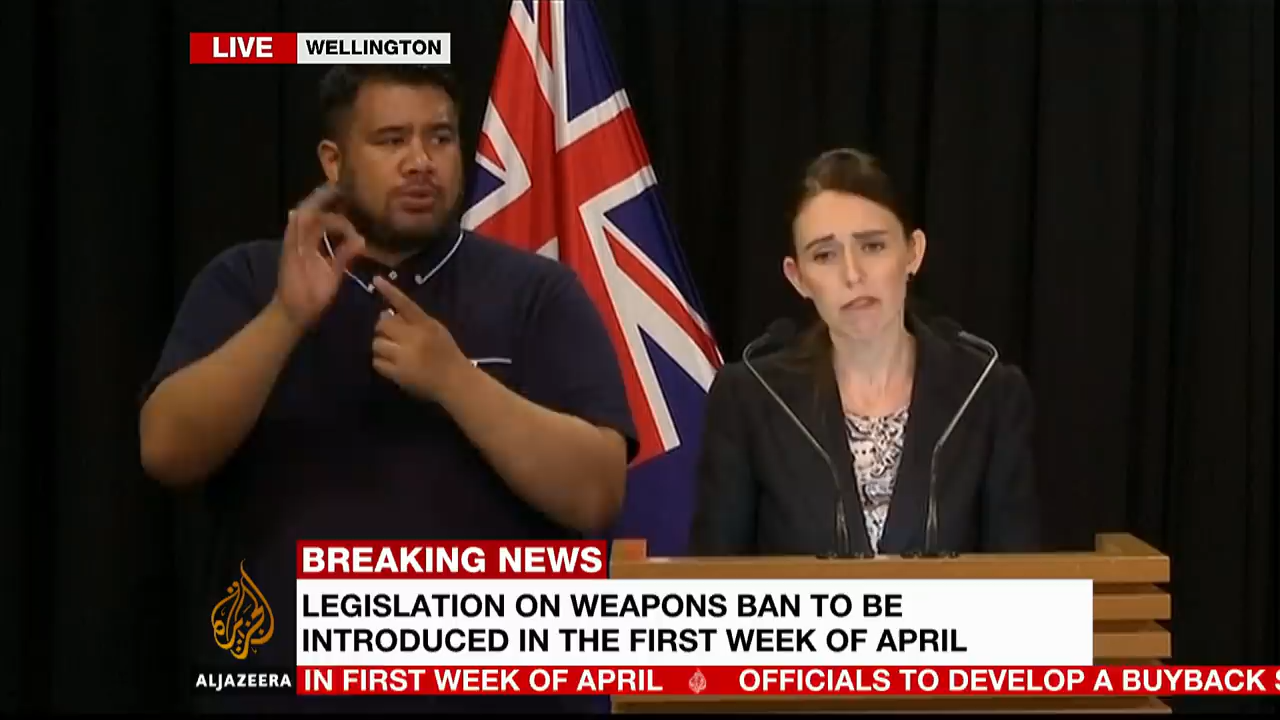 LIVE WELLINGTON
BREAKING NEWS
LEGISLATION ON WEAPONS BAN TO BE
INTRODUCED IN THE FIRST WEEK OF APRIL
الجزيرة
ALJAZEERA
IN FIRST WEEK OF APRIL OFFICIALS TO DEVELOP A BUYBACK